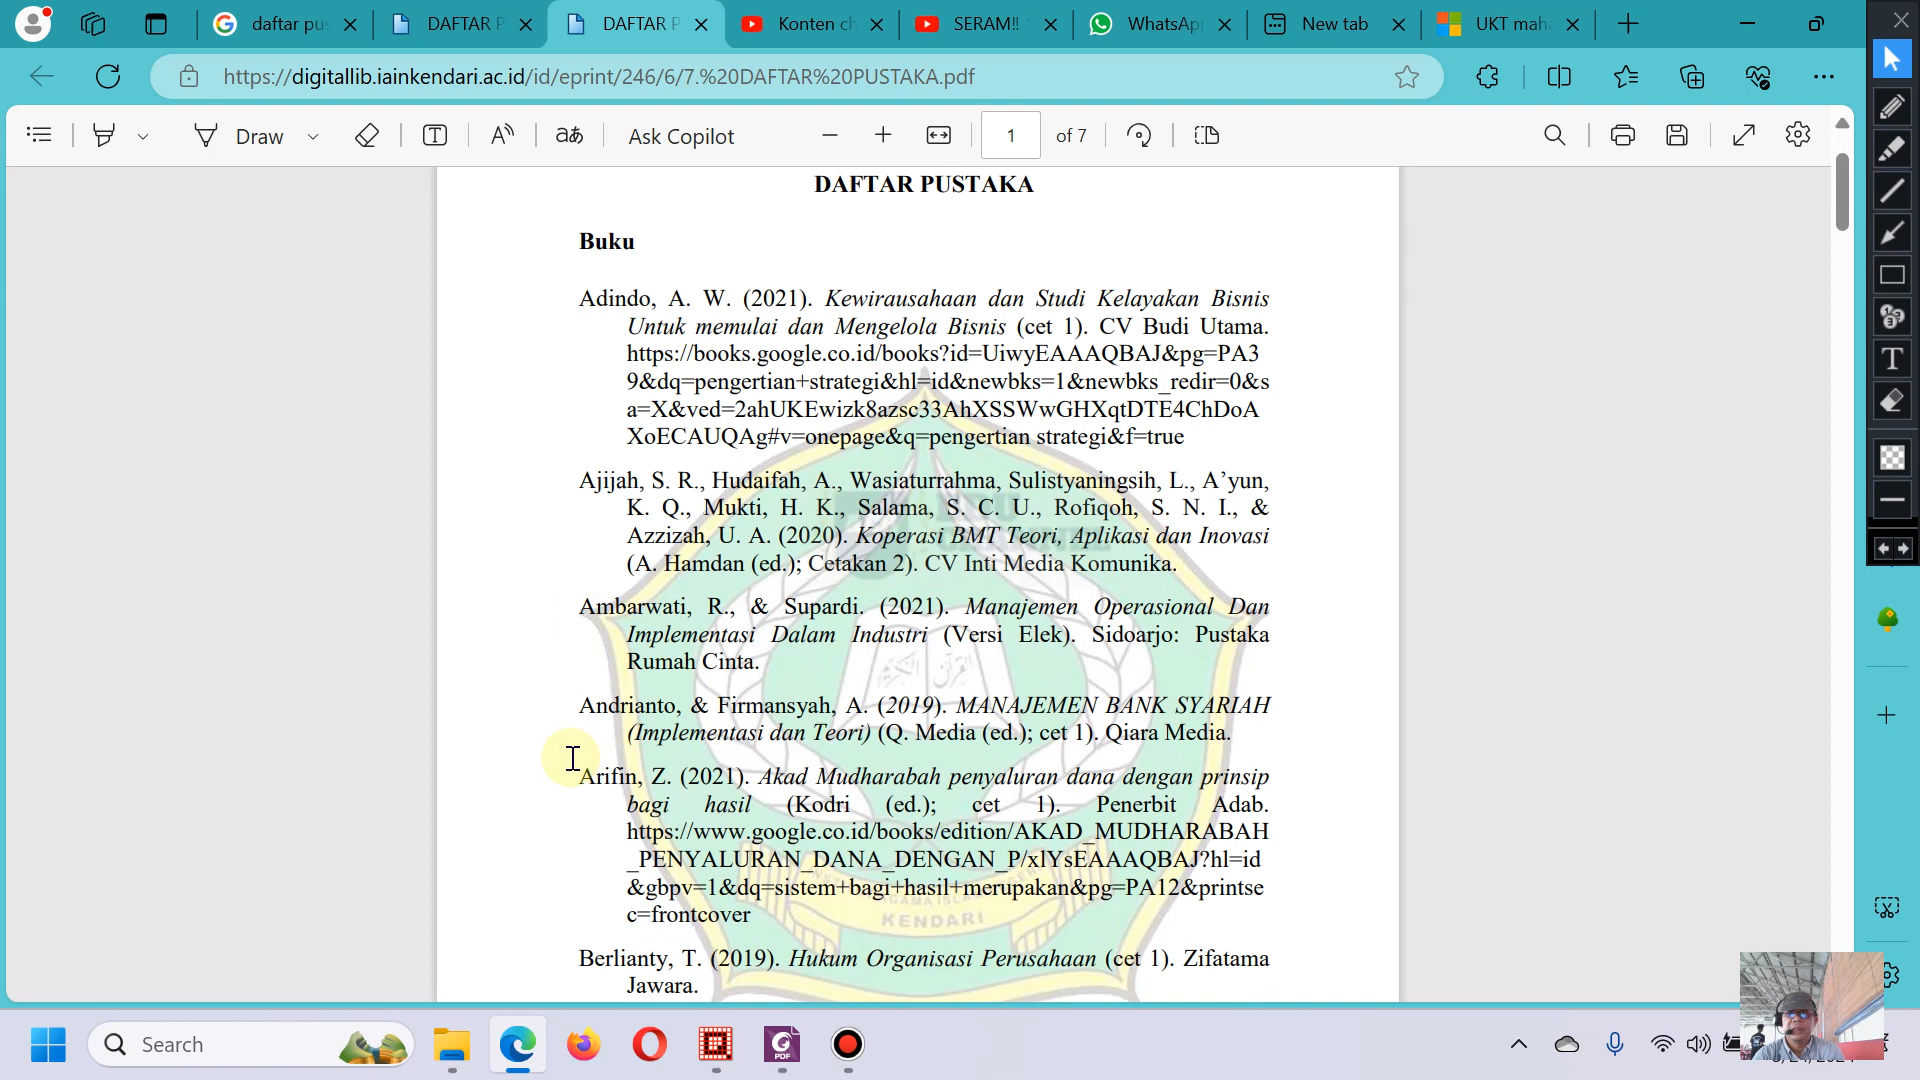 daftar pus
DAFTAR P
DAFTAR P
Konten ch
SERAM!!
WhatsAp
New tab
UKT mah
https://digitallib.iainkendari.ac.id/id/eprint/246/6/7.%20DAFTAR%20PUSTAKA.pdf
Draw
aあ
Ask Copilot
1
of 7
DAFTAR PUSTAKA
Buku
Adindo, A. W. (2021). Kewirausahaan dan Studi Kelayakan Bisnis
Untuk memulai dan Mengelola Bisnis (cet 1). CV Budi Utama.
https://books.google.co.id/books?id=UiwyEAAAQBAJ&pg=PA3
9&dq=pengertian+strategi&hl=id&newbks=1&newbks_redir=0&s
a=X&ved=2ahUKEwizk8azsc33AhXSSWwGHXqtDTE4ChDoA
XoECAUQAg#v=onepage&q=pengertian strategi&f=true
Ajijah, S. R., Hudaifah, A., Wasiaturrahma, Sulistyaningsih, L., A’yun,
K. Q., Mukti, H. K., Salama, S. C. U., Rofiqoh, S. N. I., &
Azzizah, U. A. (2020). Koperasi BMT Teori, Aplikasi dan Inovasi
(A. Hamdan (ed.); Cetakan 2). CV Inti Media Komunika.
Ambarwati, R., & Supardi. (2021). Manajemen Operasional Dan
Implementasi Dalam Industri (Versi Elek). Sidoarjo: Pustaka
Rumah Cinta.
Andrianto, & Firmansyah, A. (2019). MANAJEMEN BANK SYARIAH
(Implementasi dan Teori) (Q. Media (ed.); cet 1). Qiara Media.
Arifin, Z. (2021). Akad Mudharabah penyaluran dana dengan prinsip
bagi hasil (Kodri (ed.); cet 1). Penerbit Adab.
https://www.google.co.id/books/edition/AKAD_MUDHARABAH
_PENYALURAN_DANA_DENGAN_P/xlYsEAAAQBAJ?hl=id
&gbpv=1&dq=sistem+bagi+hasil+merupakan&pg=PA12&printse
c=frontcover
KENDARI
Berlianty, T. (2019). Hukum Organisasi Perusahaan (cet 1). Zifatama
Jawara.
T
Search
PDF